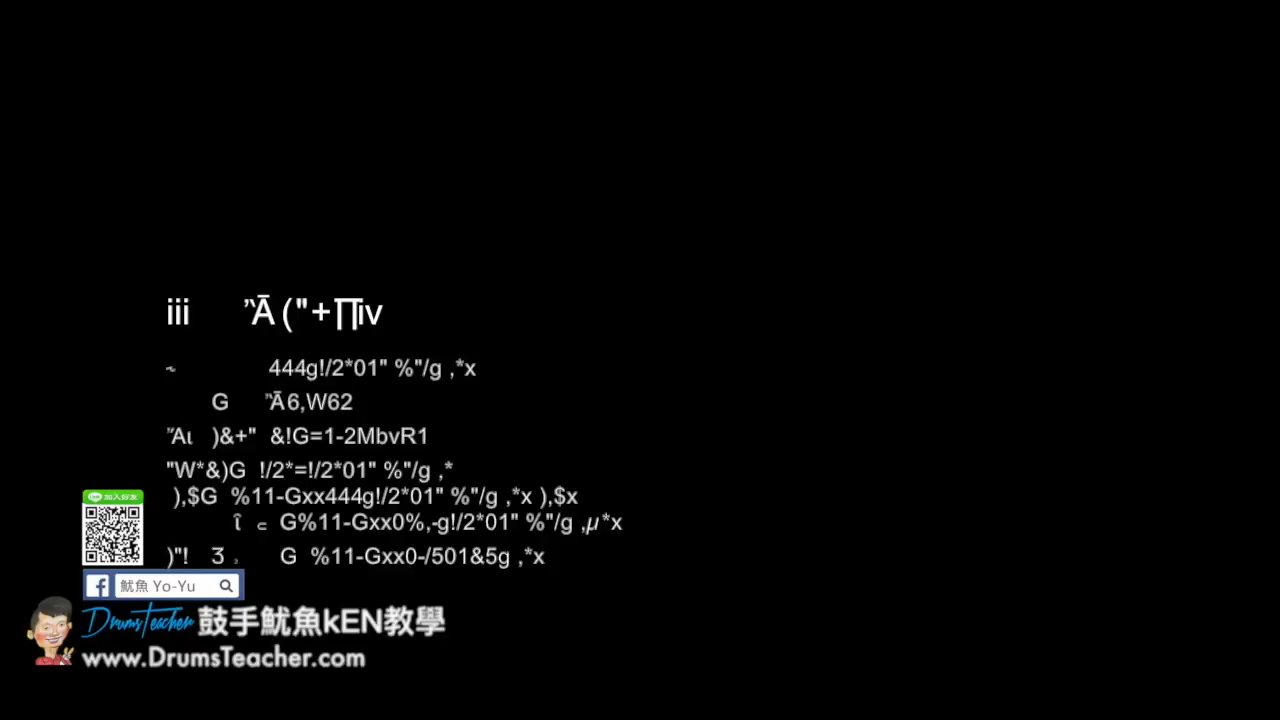 iii ″Ā ("+∏iv
~ 444g!/2*01" %"/g ,*x
G ″Ā6,W62
″Aι )&+" &!G=1-2MbvR1
"W*&)G !/2*=!/2*01" %"/g ,*
),$G %11-Gxx444g!/2*01" %"/g ,*x ),$x
î ⊂ G%11-Gxx0%,-g!/2*01" %"/g ,µ*x
)"! 3 , G %11-Gxx0-/501&5g ,*x
LINE 加入好友
f 魷魚 Yo-Yu
DrumsTeacher 鼓手魷魚kEN教學
www.DrumsTeacher.com